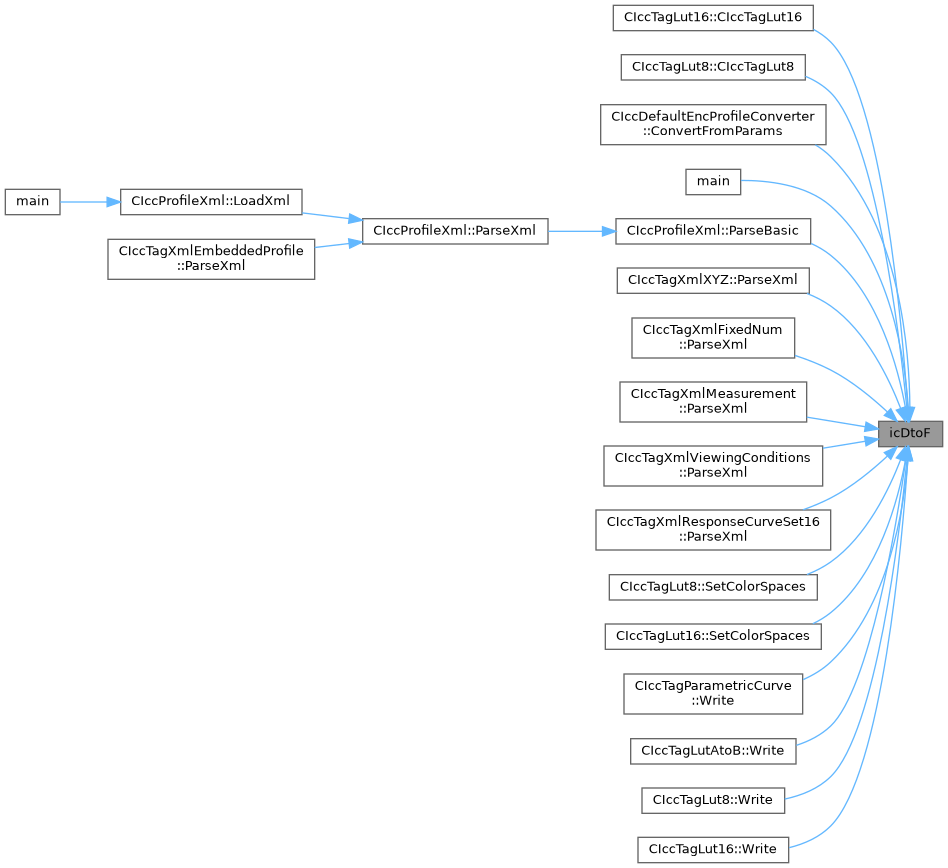 CIccTagLut16::CIccTagLut16
CIccTagLut8::CIccTagLut8
CIccDefaultEncProfileConverter
::ConvertFromParams
main
main
CIccProfileXml::LoadXml
CIccTagXmlEmbeddedProfile
::ParseXml
CIccProfileXml::ParseXml
CIccProfileXml::ParseBasic
CIccTagXmlXYZ::ParseXml
CIccTagXmlFixedNum
::ParseXml
CIccTagXmlMeasurement
::ParseXml
icDtoF
CIccTagXmlViewingConditions
::ParseXml
CIccTagXmlResponseCurveSet16
::ParseXml
CIccTagLut8::SetColorSpaces
CIccTagLut16::SetColorSpaces
CIccTagParametricCurve
::Write
CIccTagLutAtoB::Write
CIccTagLut8::Write
CIccTagLut16::Write